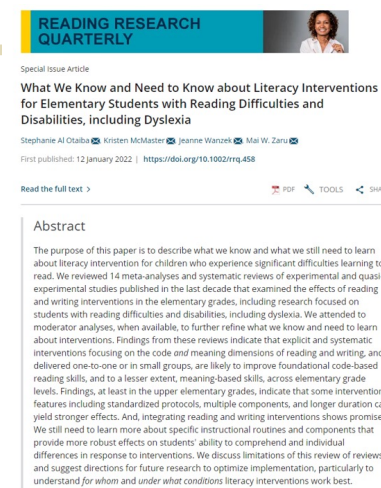 READING RESEARCH
QUARTERLY
Special Issue Article
What We Know and Need to Know about Literacy Interventions
for Elementary Students with Reading Difficulties and
Disabilities, including Dyslexia
Stephanie Al Otaiba, Kristen McMaster, Jeanne Wanzek, Mai W. Zaru
First published: 12 January 2022 | https://doi.org/10.1002/rrq.458
Read the full text > PDF TOOLS SHA
Abstract
The purpose of this paper is to describe what we know and what we still need to learn
about literacy intervention for children who experience significant difficulties learning to
read. We reviewed 14 meta-analyses and systematic reviews of experimental and quasi-
experimental studies published in the last decade that examined the effects of reading
and writing interventions in the elementary grades, including research focused on
students with reading difficulties and disabilities, including dyslexia. We attended to
moderator analyses, when available, to further refine what we know and need to learn
about interventions. Findings from these reviews indicate that explicit and systematic
interventions focusing on the code and meaning dimensions of reading and writing, and
delivered one-to-one or in small groups, are likely to improve foundational code-based
reading skills, and to a lesser extent, meaning-based skills, across elementary grade
levels. Findings, at least in the upper elementary grades, indicate that some intervention
features including standardized protocols, multiple components, and longer duration ca
yield stronger effects. And, integrating reading and writing interventions shows promise
We still need to learn more about specific instructional routines and components that
provide more robust effects on students' ability to comprehend and individual
differences in response to interventions. We discuss limitations of this review of reviews
and suggest directions for future research to optimize implementation, particularly to
understand for whom and under what conditions literacy interventions work best.